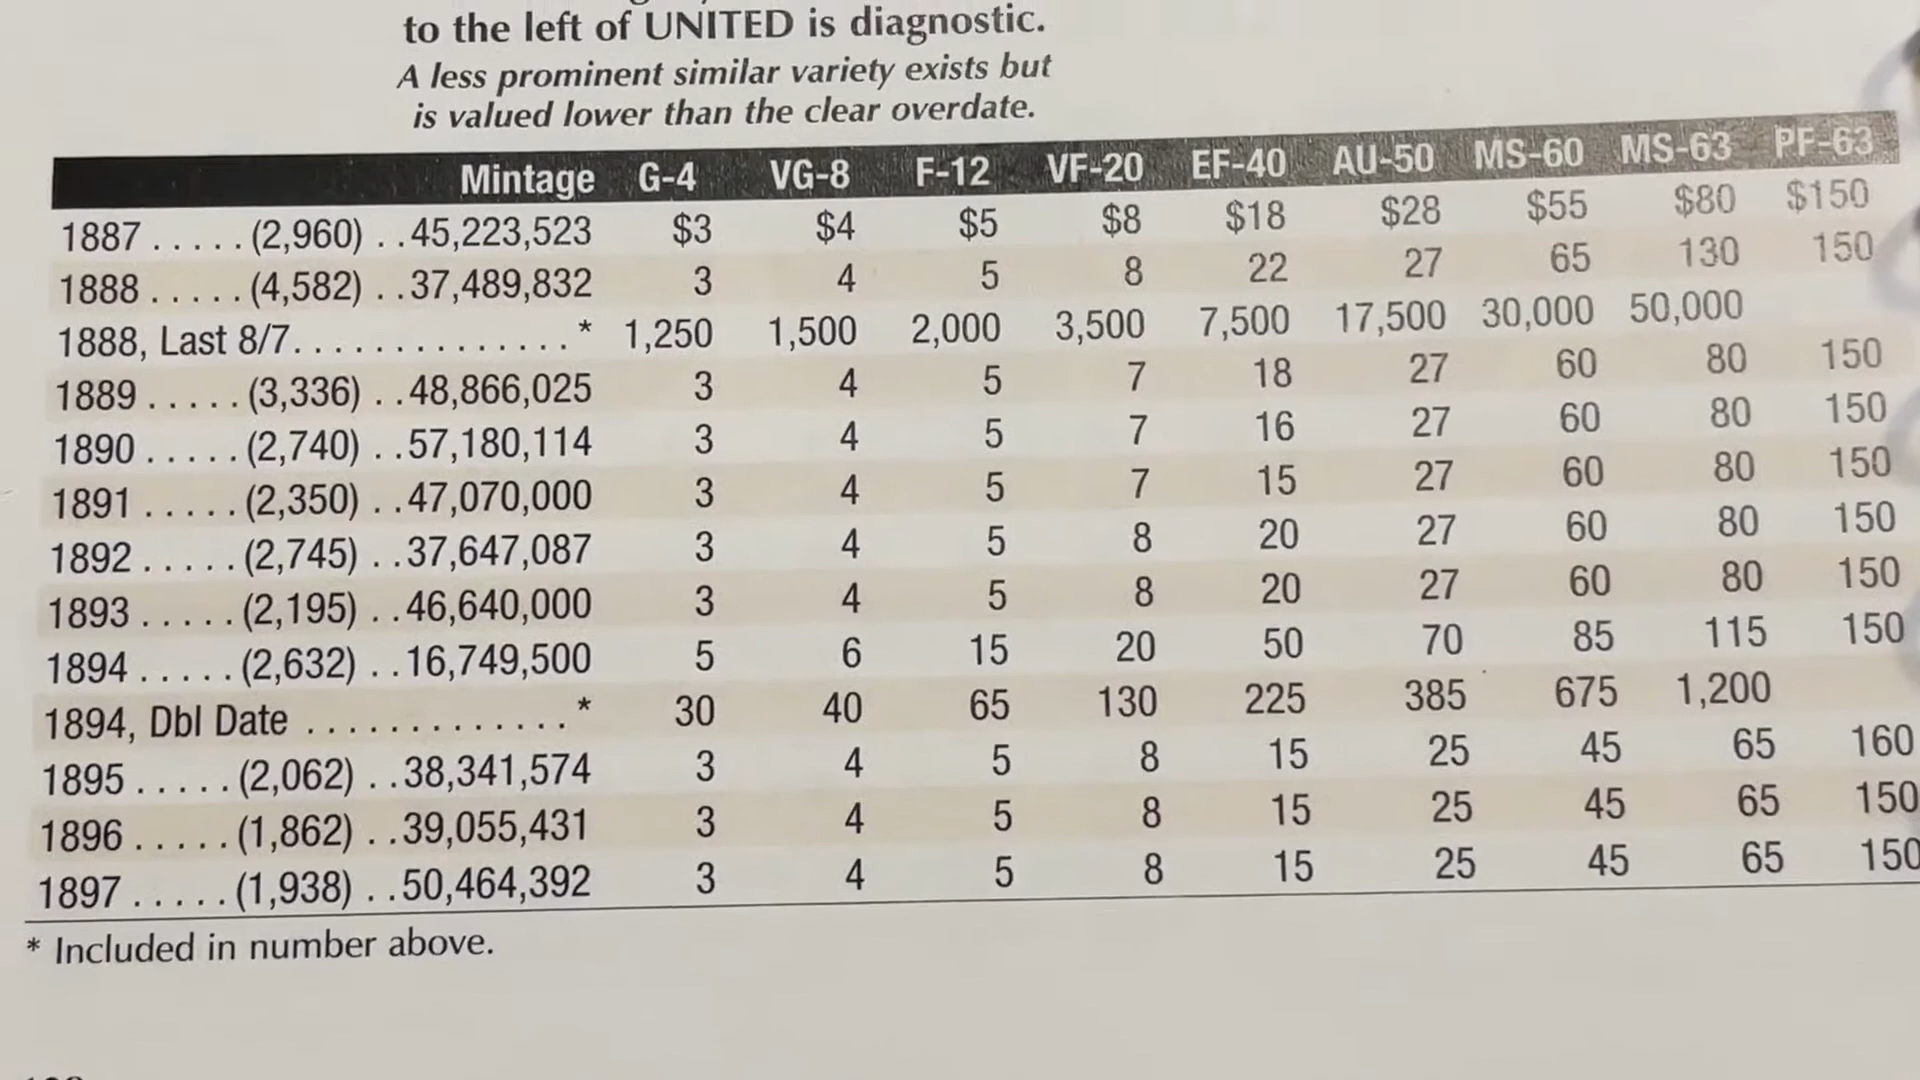 to the left of UNITED is diagnostic.
A less prominent similar variety exists but
is valued lower than the clear overdate.
Mintage G-4 VG-8 F-12 VF-20 EF-40 AU-50 MS-60 MS-63 PF-63
1887 . . . . . (2,960) . . 45,223,523 $3 $4 $5 $8 $18 $28 $55 $80 $150
1888 . . . . . (4,582) . . 37,489,832 3 4 5 8 22 27 65 130 150
1888, Last 8/7. . . . . . . . . . . . . . * 1,250 1,500 2,000 3,500 7,500 17,500 30,000 50,000
1889 . . . . . (3,336) . . 48,866,025 3 4 5 7 18 27 60 80 150
1890 . . . . . (2,740) . . 57,180,114 3 4 5 7 16 27 60 80 150
1891 . . . . . (2,350) . . 47,070,000 3 4 5 7 15 27 60 80 150
1892 . . . . . (2,745) . . 37,647,087 3 4 5 8 20 27 60 80 150
1893 . . . . . (2,195) . . 46,640,000 3 4 5 8 20 27 60 80 150
1894 . . . . . (2,632) . . 16,749,500 5 6 15 20 50 70 85 115 150
1894, Dbl Date . . . . . . . . . . . . . * 30 40 65 130 225 385 675 1,200
1895 . . . . . (2,062) . . 38,341,574 3 4 5 8 15 25 45 65 160
1896 . . . . . (1,862) . . 39,055,431 3 4 5 8 15 25 45 65 150
1897 . . . . . (1,938) . . 50,464,392 3 4 5 8 15 25 45 65 150
* Included in number above.